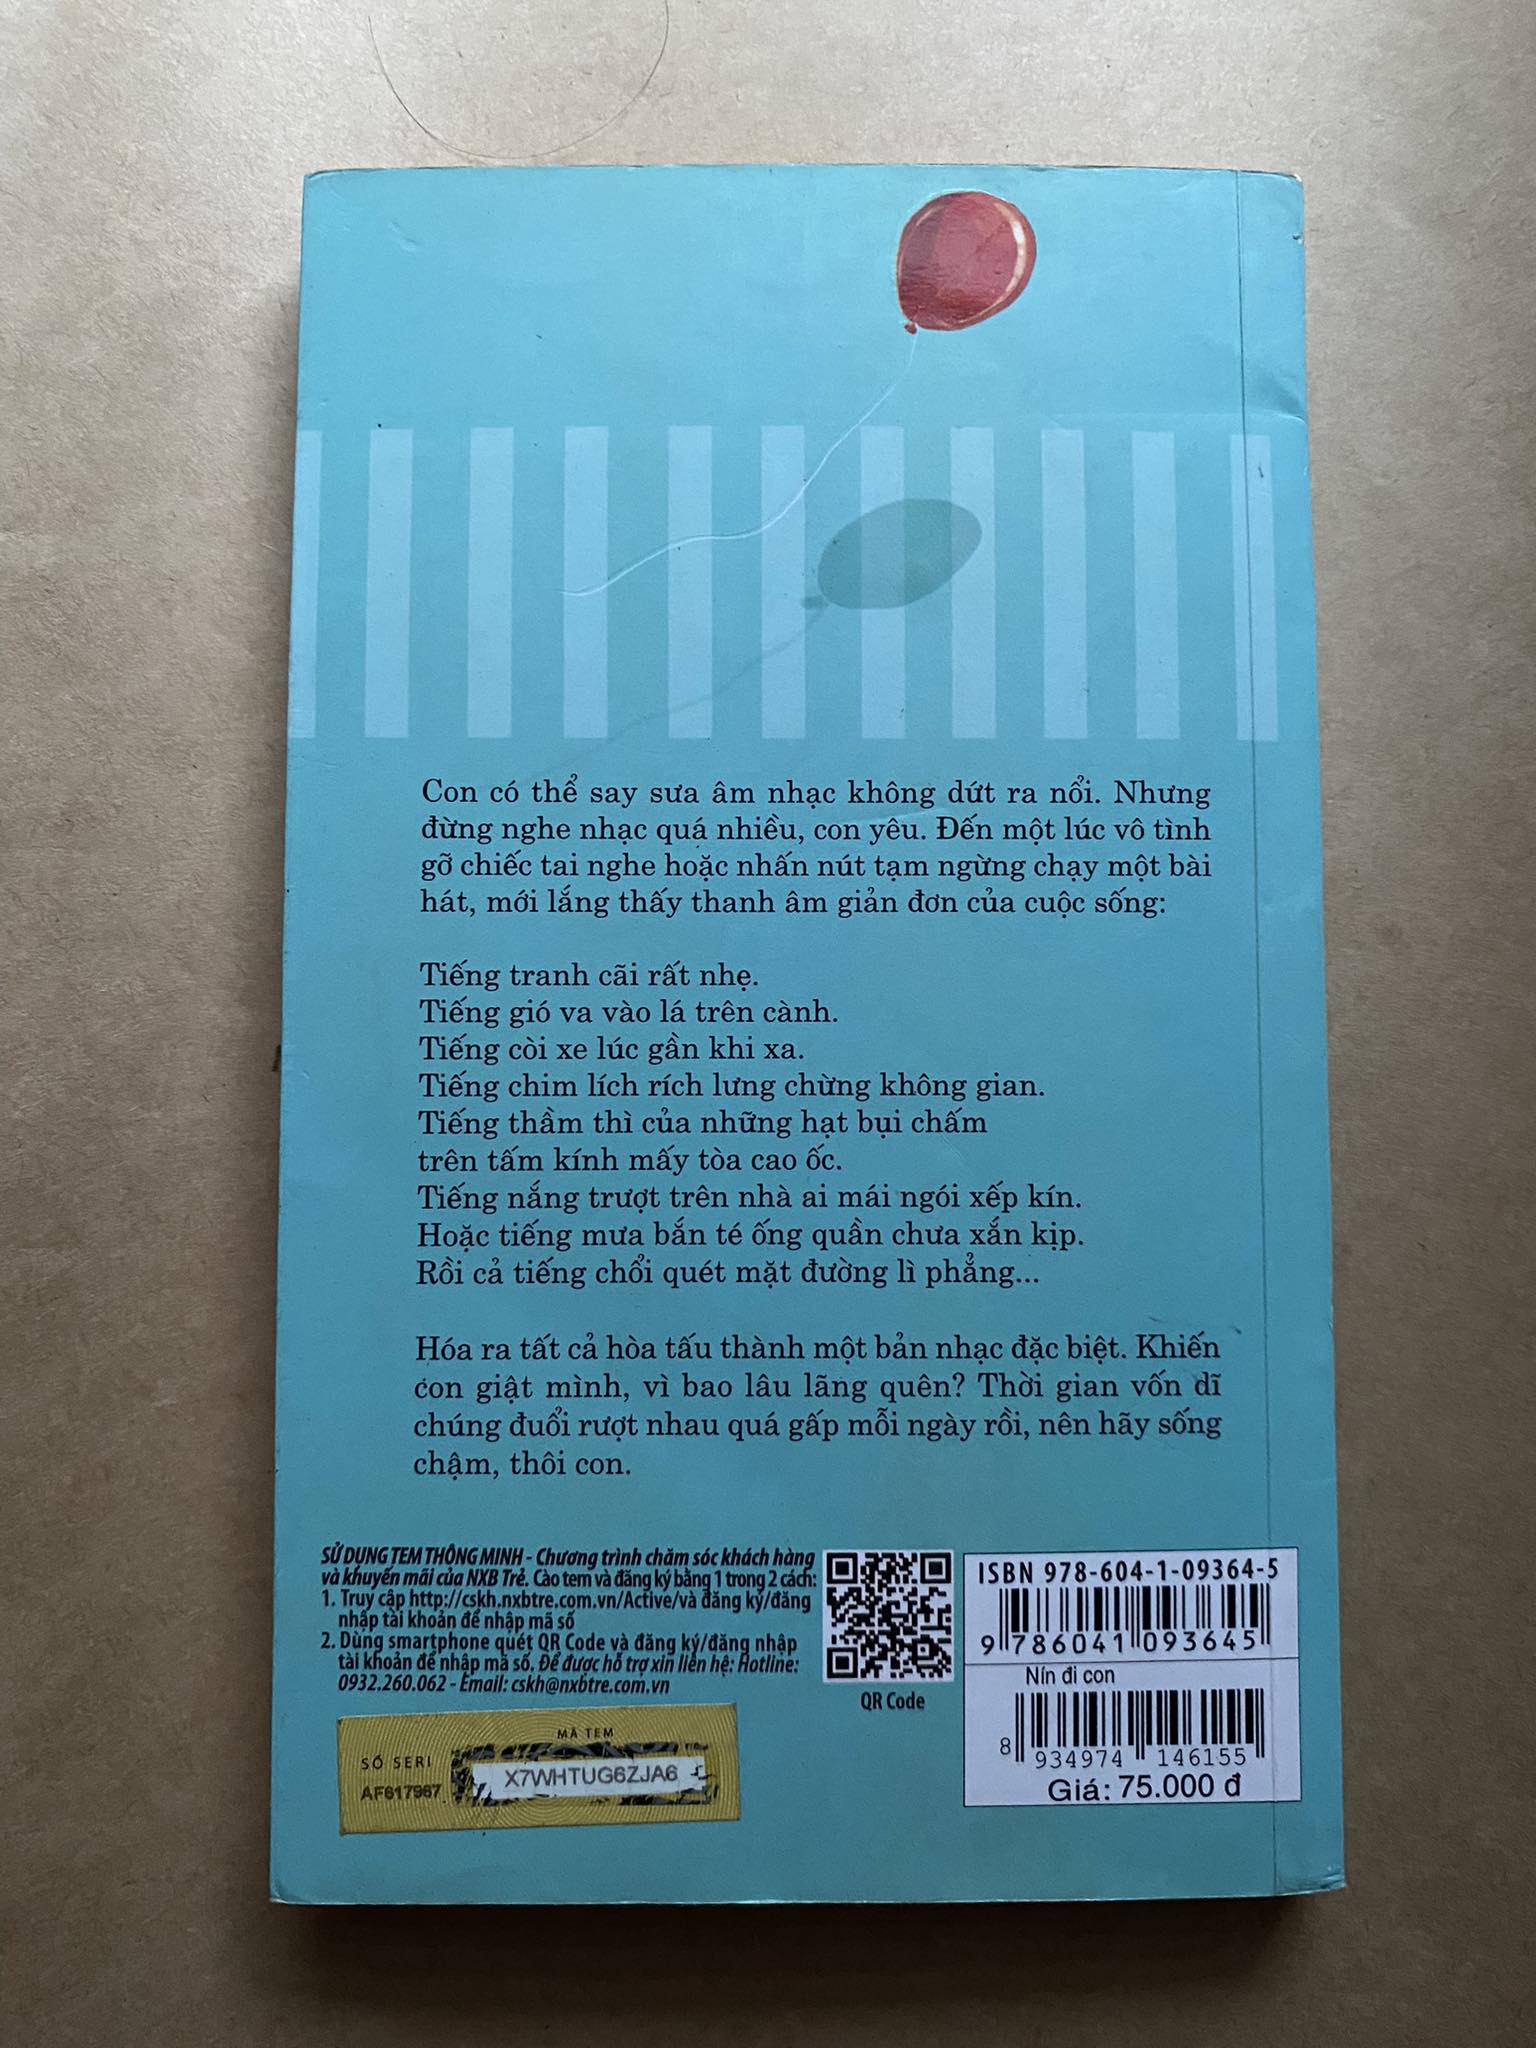 Con có thể say sưa âm nhạc không dứt ra nổi. Nhưng
đừng nghe nhạc quá nhiều, con yêu. Đến một lúc vô tình
gỡ chiếc tai nghe hoặc nhấn nút tạm ngừng chạy một bài
hát, mới lắng thấy thanh âm giản đơn của cuộc sống:
Tiếng tranh cãi rất nhẹ.
Tiếng gió va vào lá trên cành.
Tiếng còi xe lúc gần khi xa.
Tiếng chim lích rích lưng chừng không gian.
Tiếng thầm thì của những hạt bụi chấm
trên tấm kính mấy tòa cao ốc.
Tiếng nắng trượt trên nhà ai mái ngói xếp kín.
Hoặc tiếng mưa bắn té ống quần chưa xắn kịp.
Rồi cả tiếng chổi quét mặt đường lì phẳng...
Hóa ra tất cả hòa tấu thành một bản nhạc đặc biệt. Khiến
con giật mình, vì bao lâu lãng quên? Thời gian vốn dĩ
chúng đuổi rượt nhau quá gấp mỗi ngày rồi, nên hãy sống
chậm, thôi con.
SỬ DỤNG TEM THÔNG MINH - Chương trình chăm sóc khách hàng
và khuyến mãi của NXB Trẻ. Cào tem và đăng ký bằng 1 trong 2 cách:
1. Truy cập http://cskh.nxbtre.com.vn/Active/và đăng ký/đăng
nhập tài khoản để nhập mã số
2. Dùng smartphone quét QR Code và đăng ký/đăng nhập
tài khoản để nhập mã số. Để được hỗ trợ xin liên hệ: Hotline:
0932.260.062 - Email: cskh@nxbtre.com.vn
QR Code
MÃ TEM
SỐ SERI
X7WHTUG6ZJA6
AF617967
ISBN 978-604-1-09364-5
9 786041 093645
Nín đi con
8 934974 146155
Giá: 75.000 đ